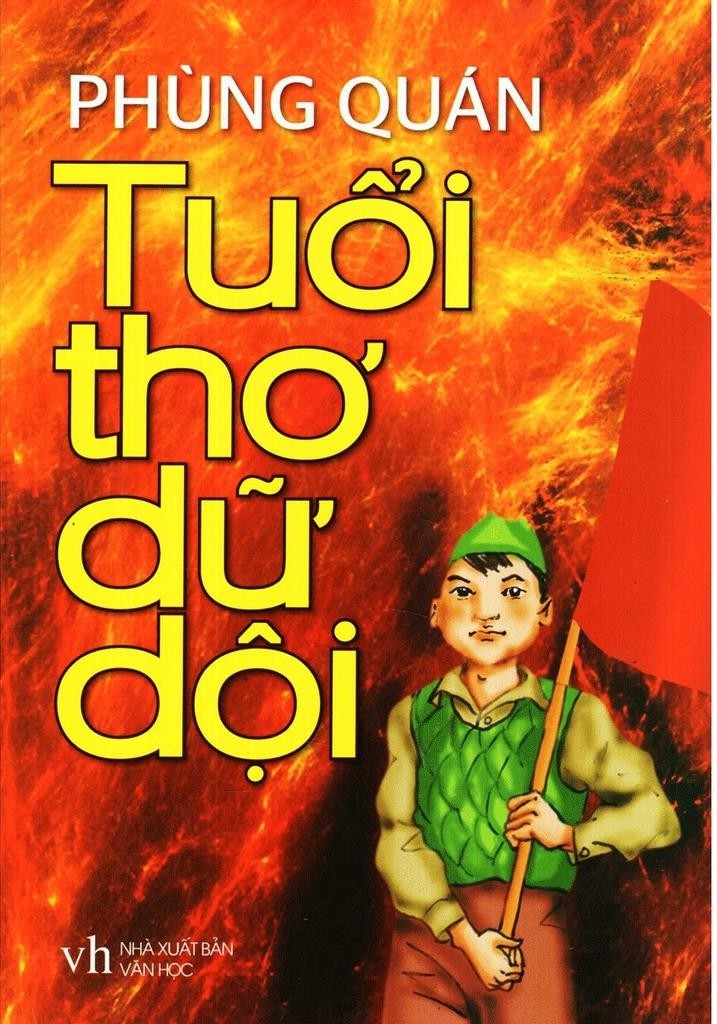 PHÙNG QUÁN
Tuổi
thơ
dữ
dội
vh
NHÀ XUẤT BẢN
VĂN HỌC